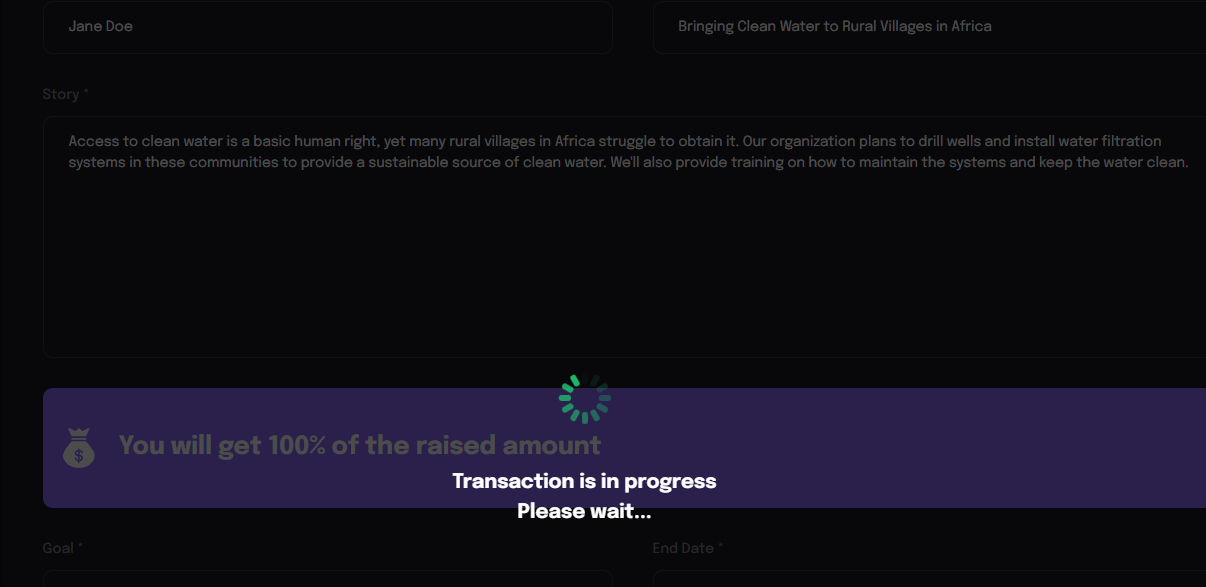 Jane Doe
Bringing Clean Water to Rural Villages in Africa
Story *
Access to clean water is a basic human right, yet many rural villages in Africa struggle to obtain it. Our organization plans to drill wells and install water filtration
systems in these communities to provide a sustainable source of clean water. We'll also provide training on how to maintain the systems and keep the water clean.
$
You will get 100% of the raised amount
Transaction is in progress
Please wait...
Goal *
End Date *